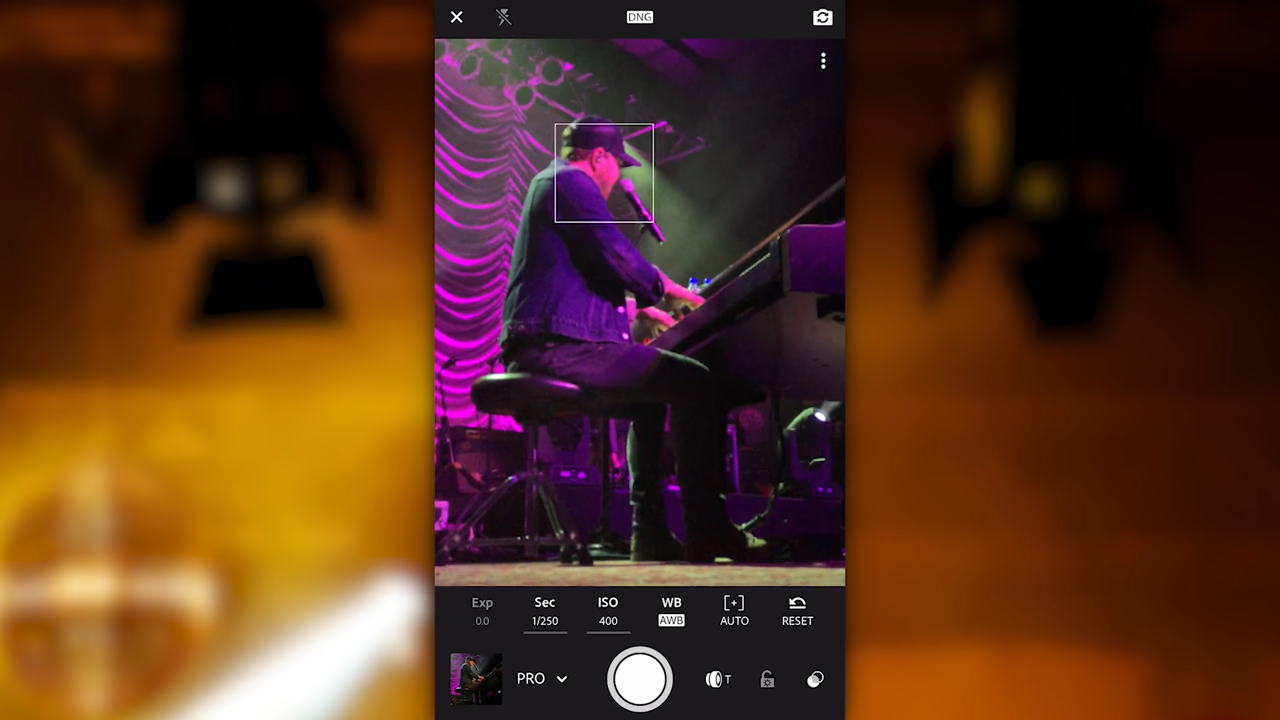 DNG
Exp Sec ISO WB [+]
0.0 1/250 400 AWB AUTO RESET
PRO T